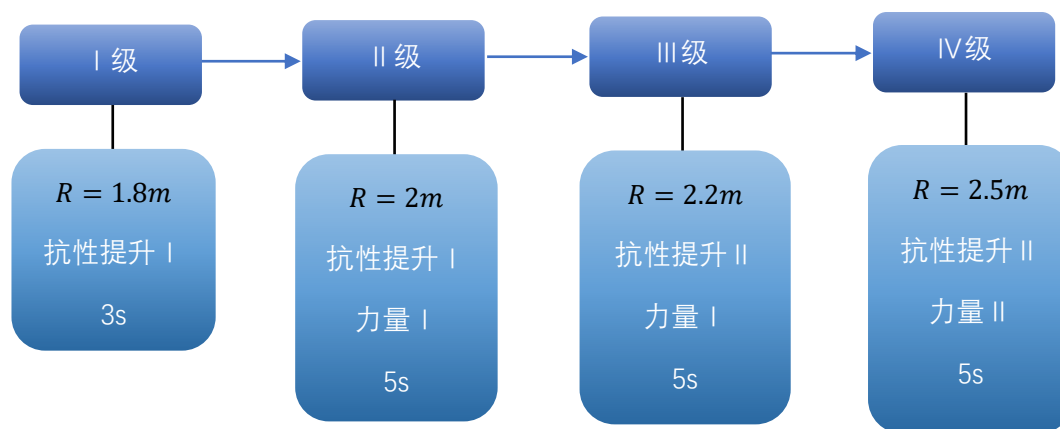 Ⅰ级
Ⅱ级
Ⅲ级
Ⅳ级
R = 1.8m
抗性提升Ⅰ
3s
R = 2m
抗性提升Ⅰ
力量Ⅰ
5s
R = 2.2m
抗性提升Ⅱ
力量Ⅰ
5s
R = 2.5m
抗性提升Ⅱ
力量Ⅱ
5s